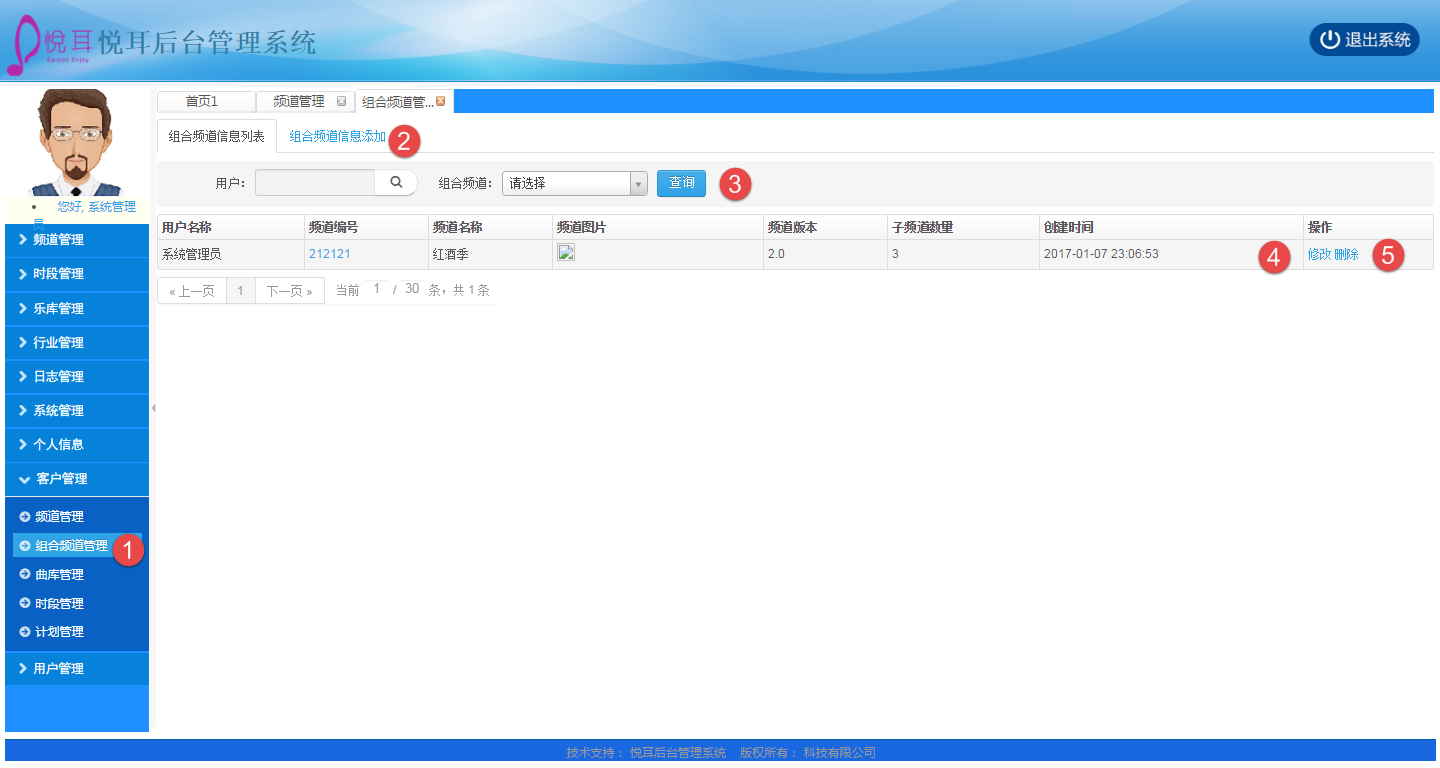 悦耳 悦耳后台管理系统
Earson Enjoy
退出系统
首页1 频道管理 组合频道管...
组合频道信息列表 组合频道信息添加 2
用户： 组合频道： 请选择 查询 3
用户名称 频道编号 频道名称 频道图片 频道版本 子频道数量 创建时间 操作
系统管理员 212121 红酒季 2.0 3 2017-01-07 23:06:53 4 修改 删除 5
« 上一页 1 下一页 » 当前 1 / 30 条，共 1 条
您好, 系统管理
员
频道管理
时段管理
乐库管理
行业管理
日志管理
系统管理
个人信息
客户管理
频道管理
组合频道管理 1
曲库管理
时段管理
计划管理
用户管理
技术支持： 悦耳后台管理系统 版权所有： 科技有限公司